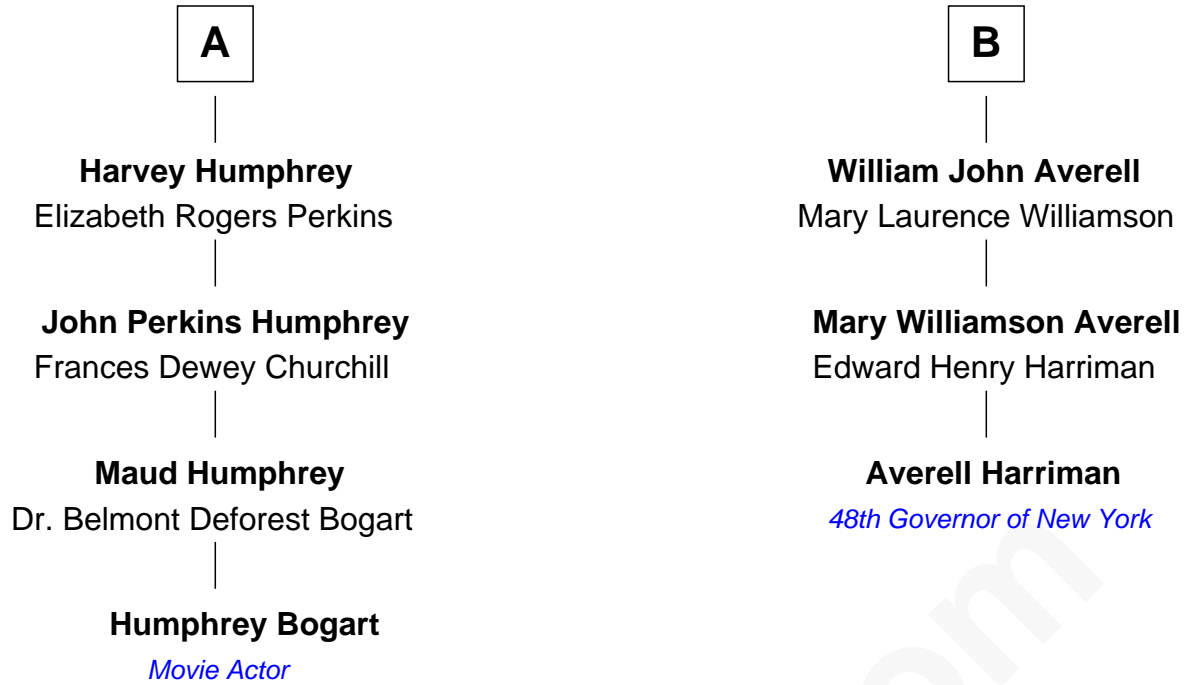 A
Harvey Humphrey
Elizabeth Rogers Perkins
John Perkins Humphrey
Frances Dewey Churchill
Maud Humphrey
Dr. Belmont Deforest Bogart
Humphrey Bogart
Movie Actor
B
William John Averell
Mary Laurence Williamson
Mary Williamson Averell
Edward Henry Harriman
Averell Harriman
48th Governor of New York
om